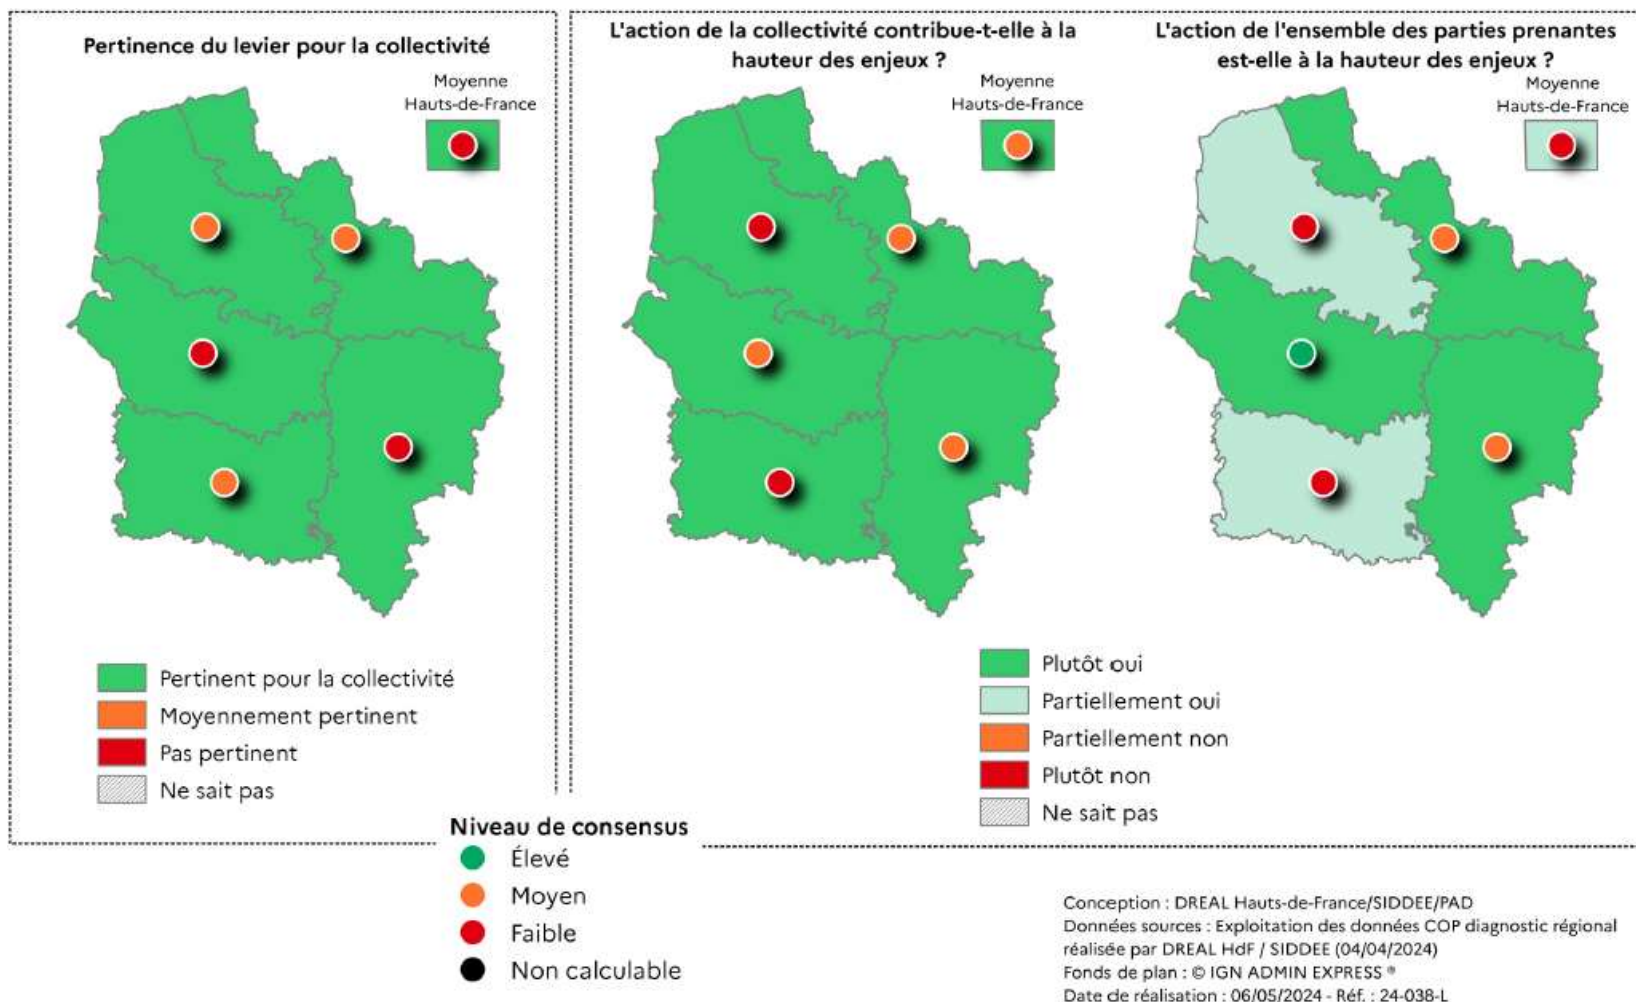 Pertinence du levier pour la collectivité
Moyenne
Hauts-de-France
Pertinent pour la collectivité
Moyennement pertinent
Pas pertinent
Ne sait pas
L'action de la collectivité contribue-t-elle à la
hauteur des enjeux ?
Moyenne
Hauts-de-France
L'action de l'ensemble des parties prenantes
est-elle à la hauteur des enjeux ?
Moyenne
Hauts-de-France
Plutôt oui
Partiellement oui
Partiellement non
Plutôt non
Ne sait pas
Niveau de consensus
Élevé
Moyen
Faible
Non calculable
Conception : DREAL Hauts-de-France/SIDDEE/PAD
Données sources : Exploitation des données COP diagnostic régional
réalisée par DREAL HdF / SIDDEE (04/04/2024)
Fonds de plan : © IGN ADMIN EXPRESS ®
Date de réalisation : 06/05/2024 - Réf. : 24-038-L